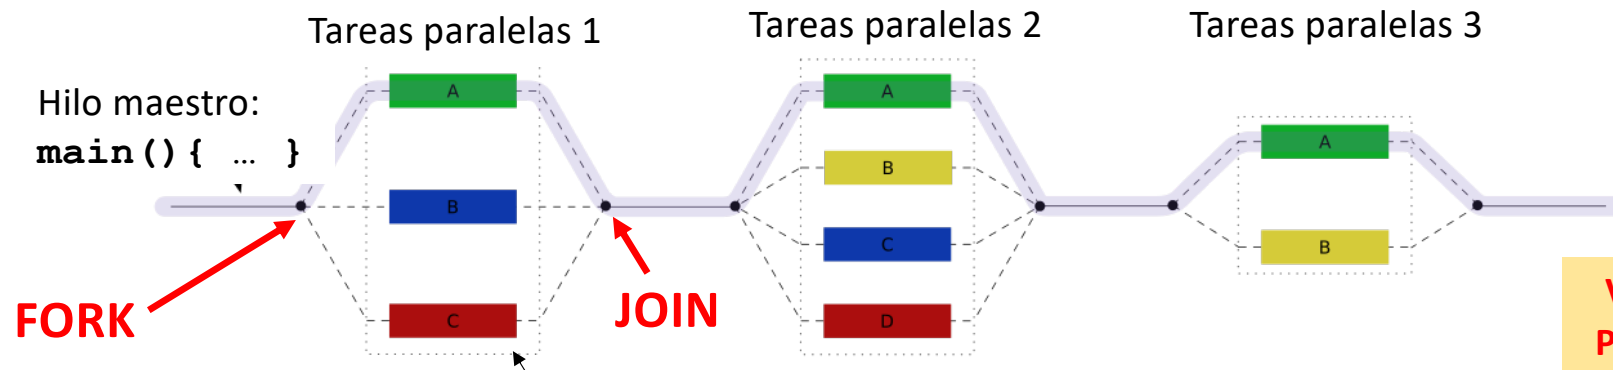 Tareas paralelas 1
Tareas paralelas 2
Tareas paralelas 3
Hilo maestro:
main(){ … }
A
B
C
A
B
C
D
A
B
FORK
JOIN